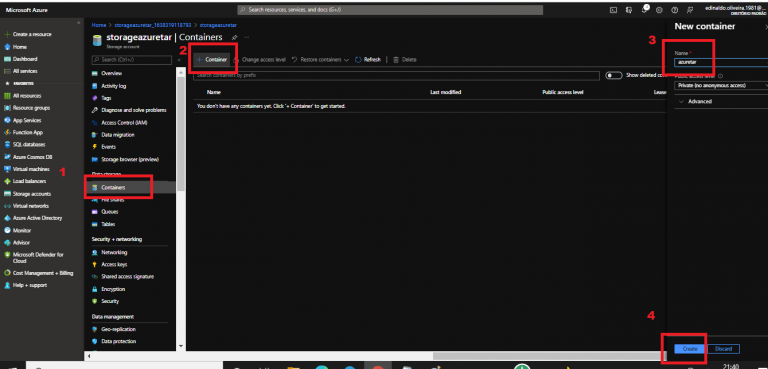 Microsoft Azure
Search resources, services, and docs (G+/)
edinaldo.oliveira.1981@...
DIRETÓRIO PADRÃO
Create a resource
Home
Dashboard
All services
FAVORITES
All resources
Resource groups
App Services
Function App
SQL databases
Azure Cosmos DB
Virtual machines
1
Load balancers
Storage accounts
Virtual networks
Azure Active Directory
Monitor
Advisor
Microsoft Defender for
Cloud
Cost Management + Billing
Help + support
Home > storageazuretar_1638319118793 > storageazuretar
storageazuretar | Containers
Storage account
Search (Ctrl+/)
Overview
Activity log
Tags
Diagnose and solve problems
Access Control (IAM)
Data migration
Events
Storage browser (preview)
Data storage
Containers
File shares
Queues
Tables
Security + networking
Networking
Access keys
Shared access signature
Encryption
Security
Data management
Geo-replication
Data protection
2
+ Container
Change access level
Restore containers
Refresh
Delete
Search containers by prefix
Show deleted co
Name
Last modified
Public access level
Lease
You don't have any containers yet. Click '+ Container' to get started.
New container
3
Name *
azuretar
Public access level
Private (no anonymous access)
Advanced
4
Create
Discard
21:40